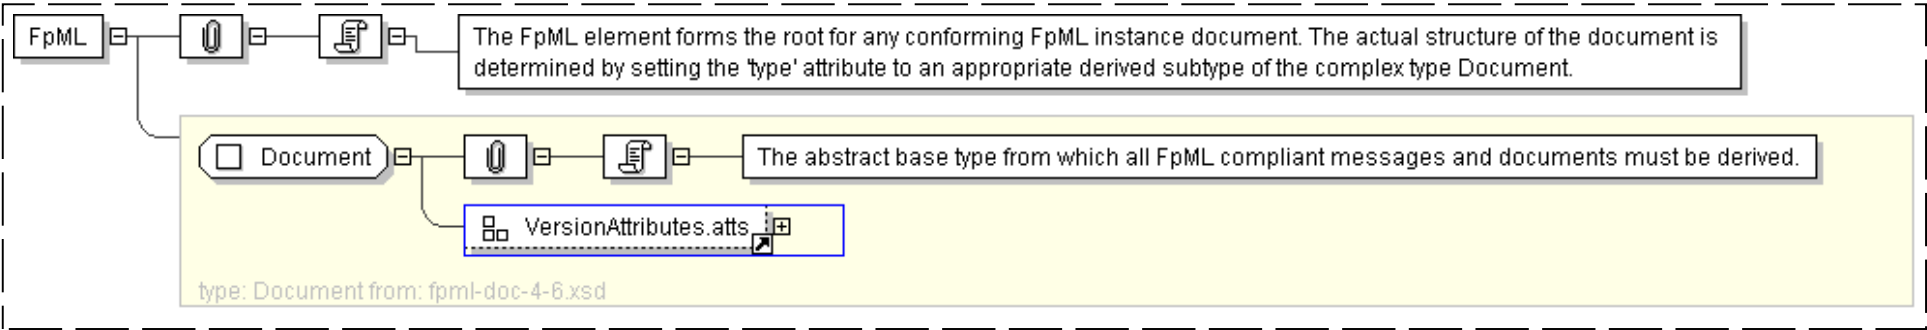 FpML
The FpML element forms the root for any conforming FpML instance document. The actual structure of the document is
determined by setting the 'type' attribute to an appropriate derived subtype of the complex type Document.
Document
The abstract base type from which all FpML compliant messages and documents must be derived.
VersionAttributes.atts
type: Document from: fpml-doc-4-6.xsd